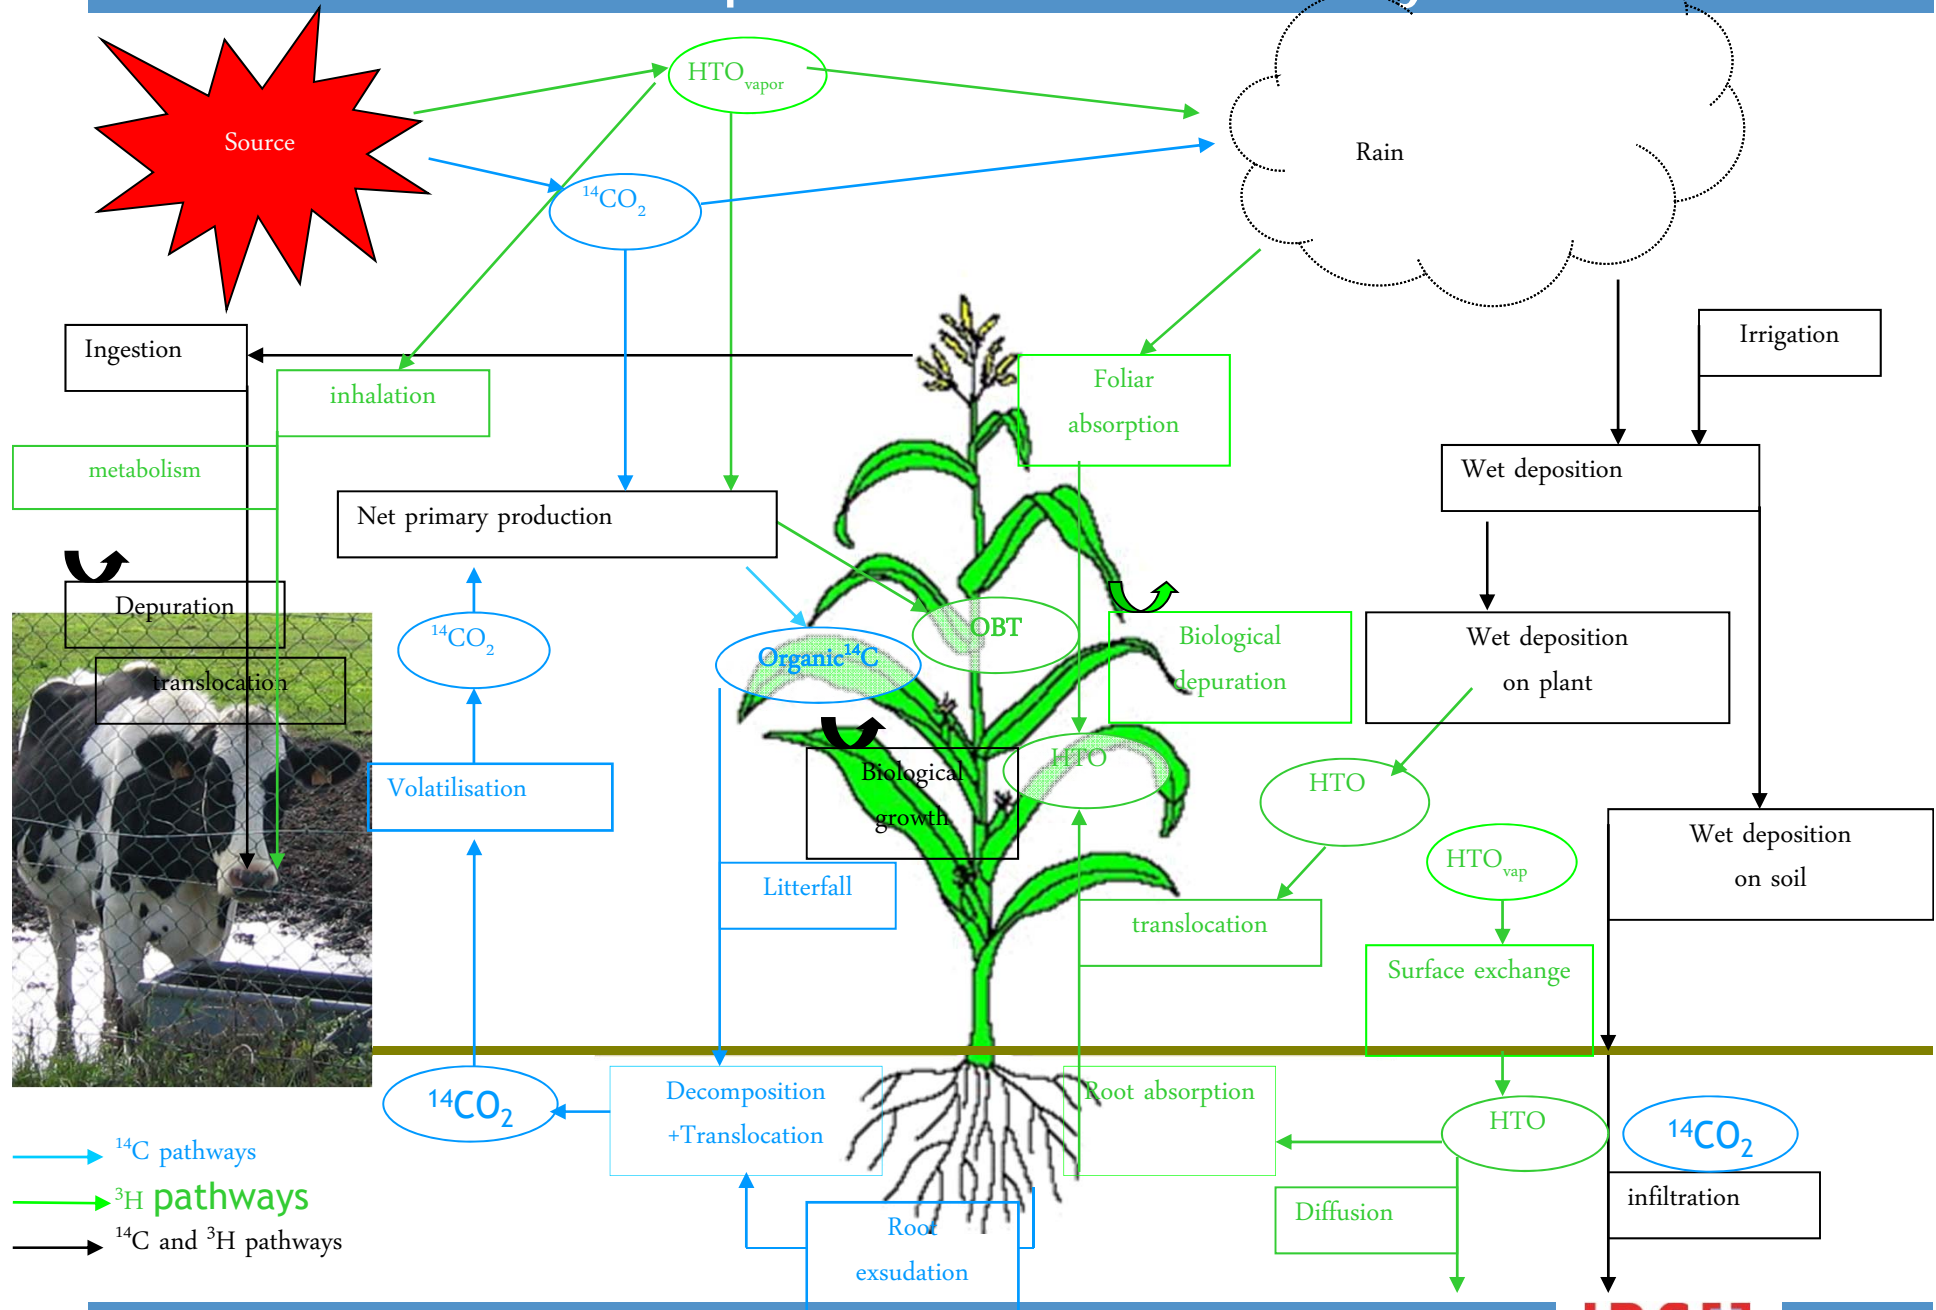 HTOvapor
Source
Rain
14CO2
Ingestion
Irrigation
Foliar
absorption
inhalation
metabolism
Wet deposition
Net primary production
Depuration
14CO2
OBT
Biological
depuration
Wet deposition
on plant
Organic14C
translocation
HTO
Biological
growth
HTO
Volatilisation
Wet deposition
on soil
HTOvap
Litterfall
translocation
Surface exchange
14CO2
Decomposition
+Translocation
Root absorption
HTO
14CO2
14C pathways
3H pathways
14C and 3H pathways
Diffusion
infiltration
Root
exsudation